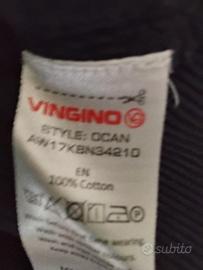 VINGINO
STYLE: OCAN
AW17KBN34210
EN
100% Cotton
subito